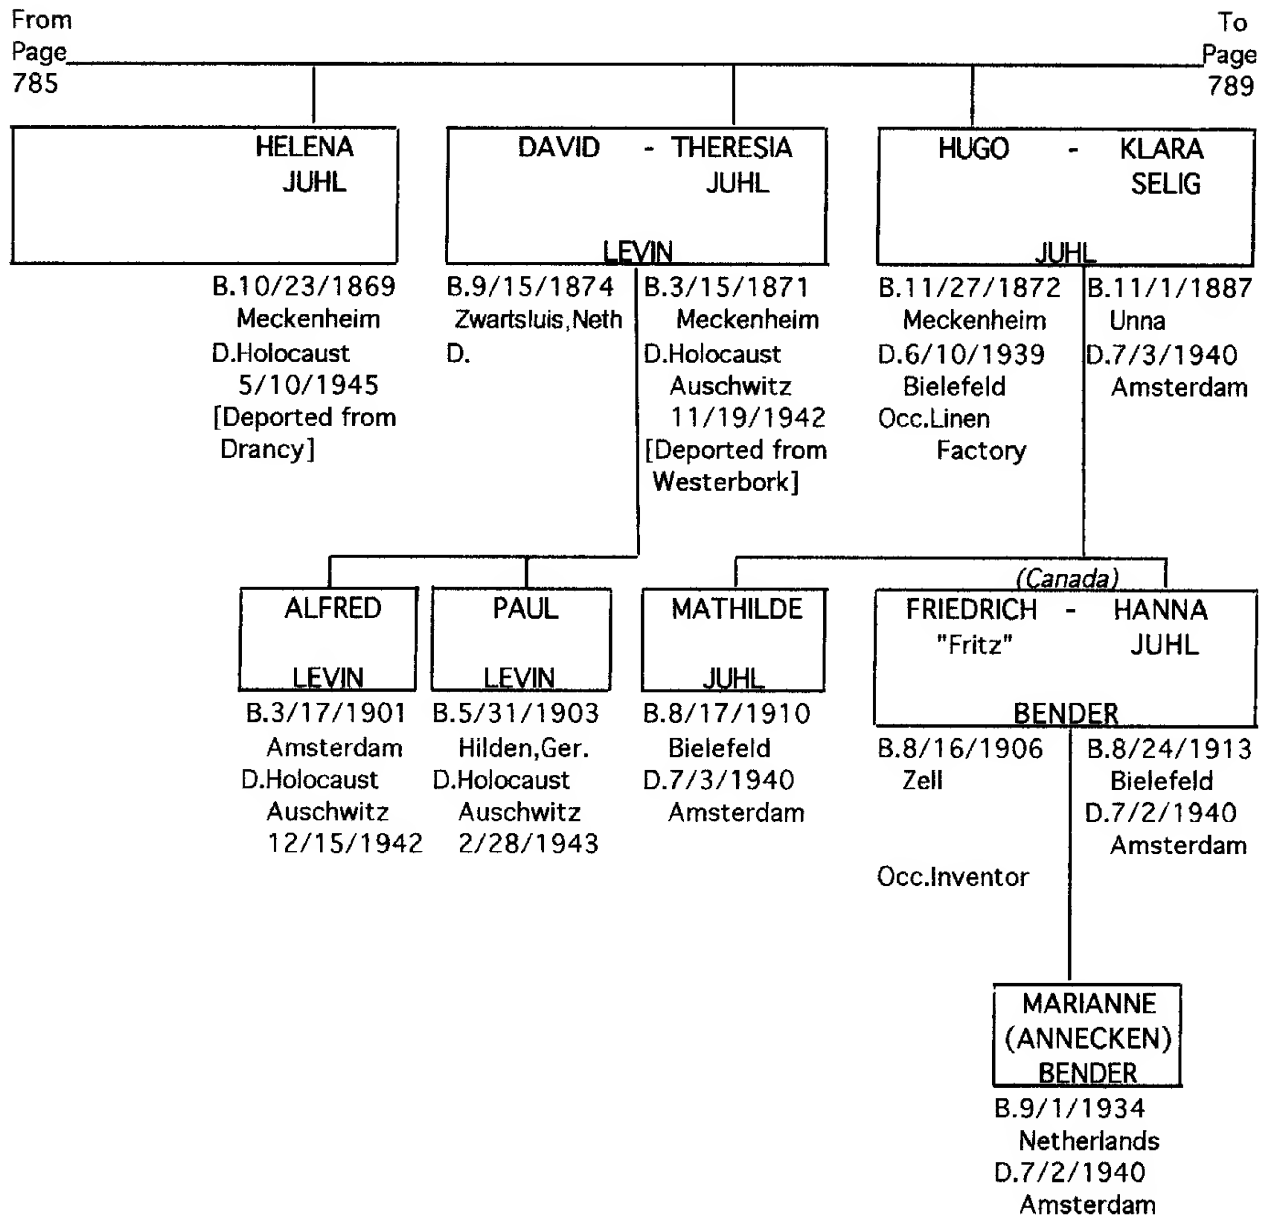 From
Page
785
To
Page
789
HELENA
JUHL
B.10/23/1869
Meckenheim
D.Holocaust
5/10/1945
[Deported from
Drancy]
DAVID - THERESIA
JUHL
LEVIN
B.9/15/1874
Zwartsluis,Neth
D.
B.3/15/1871
Meckenheim
D.Holocaust
Auschwitz
11/19/1942
[Deported from
Westerbork]
HUGO - KLARA
SELIG
JUHL
B.11/27/1872
Meckenheim
D.6/10/1939
Bielefeld
Occ.Linen
Factory
B.11/1/1887
Unna
D.7/3/1940
Amsterdam
ALFRED
LEVIN
B.3/17/1901
Amsterdam
D.Holocaust
Auschwitz
12/15/1942
PAUL
LEVIN
B.5/31/1903
Hilden,Ger.
D.Holocaust
Auschwitz
2/28/1943
MATHILDE
JUHL
B.8/17/1910
Bielefeld
D.7/3/1940
Amsterdam
(Canada)
FRIEDRICH - HANNA
"Fritz" JUHL
BENDER
B.8/16/1906
Zell
Occ.Inventor
B.8/24/1913
Bielefeld
D.7/2/1940
Amsterdam
MARIANNE
(ANNECKEN)
BENDER
B.9/1/1934
Netherlands
D.7/2/1940
Amsterdam